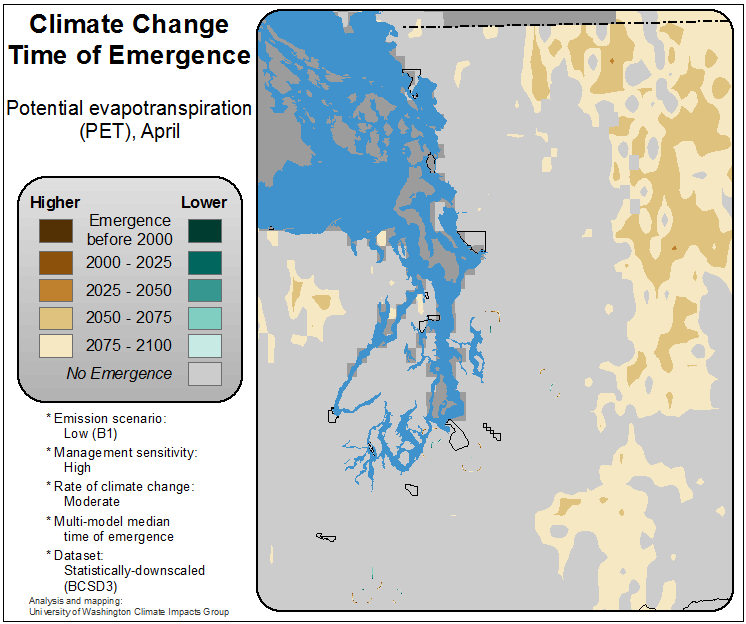 Climate Change
Time of Emergence
Potential evapotranspiration
(PET), April
Higher Lower
Emergence
before 2000
2000 - 2025
2025 - 2050
2050 - 2075
2075 - 2100
No Emergence
* Emission scenario:
Low (B1)
* Management sensitivity:
High
* Rate of climate change:
Moderate
* Multi-model median
time of emergence
* Dataset:
Statistically-downscaled
(BCSD3)
Analysis and mapping:
University of Washington Climate Impacts Group